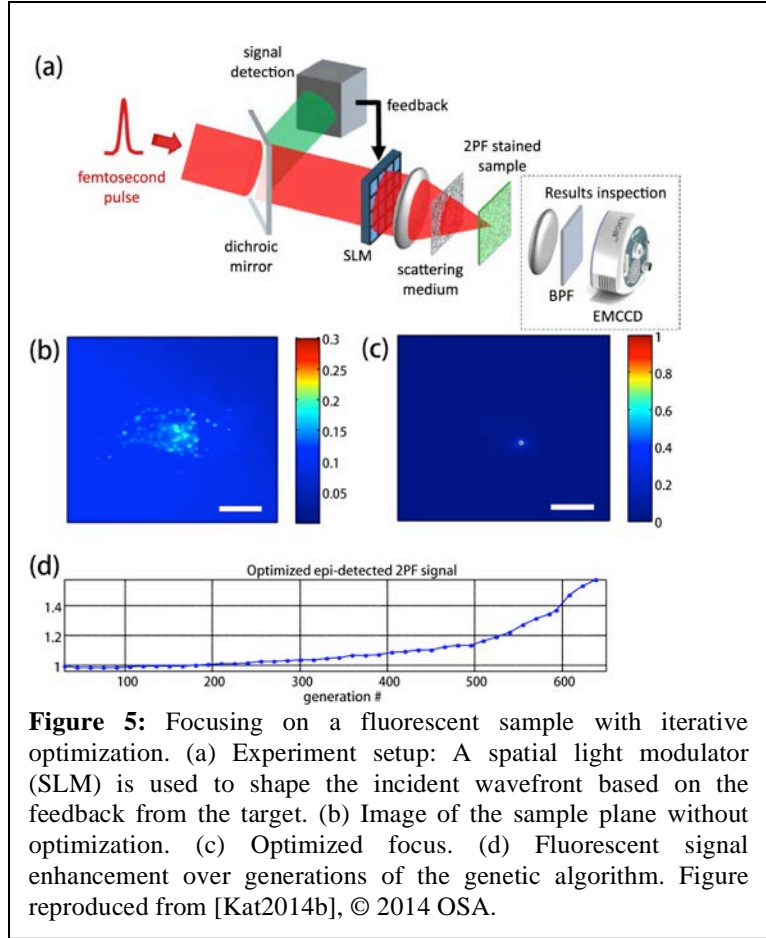 (a)
signal
detection
feedback
2PF stained
sample
femtosecond
pulse
Results inspection
dichroic
mirror
SLM
scattering
medium
BPF
EMCCD
(b)
0.3
0.25
0.2
0.15
0.1
0.05
(c)
1
0.8
0.6
0.4
0.2
0
(d)
Optimized epi-detected 2PF signal
1.4
1.2
1
100 200 300 400 500 600
generation #
Figure 5: Focusing on a fluorescent sample with iterative
optimization. (a) Experiment setup: A spatial light modulator
(SLM) is used to shape the incident wavefront based on the
feedback from the target. (b) Image of the sample plane without
optimization. (c) Optimized focus. (d) Fluorescent signal
enhancement over generations of the genetic algorithm. Figure
reproduced from [Kat2014b], © 2014 OSA.